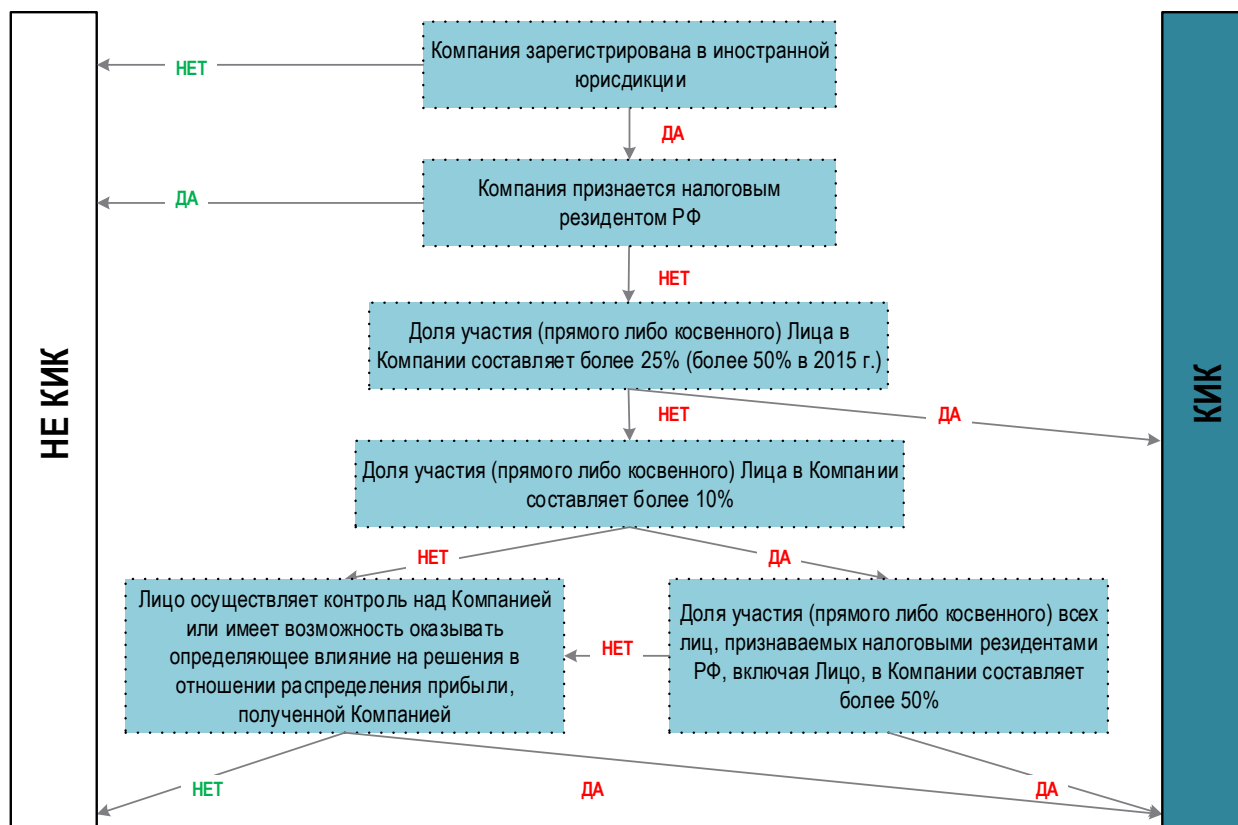 Компания зарегистрирована в иностранной
юрисдикции
НЕТ
ДА
Компания признается налоговым
резидентом РФ
ДА
НЕТ
Доля участия (прямого либо косвенного) Лица в
Компании составляет более 25% (более 50% в 2015 г.)
НЕТ
ДА
Доля участия (прямого либо косвенного) Лица в Компании
составляет более 10%
НЕТ
ДА
Лицо осуществляет контроль над Компанией
или имеет возможность оказывать
определяющее влияние на решения в
отношении распределения прибыли,
полученной Компанией
НЕТ
Доля участия (прямого либо косвенного) всех
лиц, признаваемых налоговыми резидентами
РФ, включая Лицо, в Компании составляет
более 50%
НЕТ
ДА
ДА
НЕ КИК
КИК